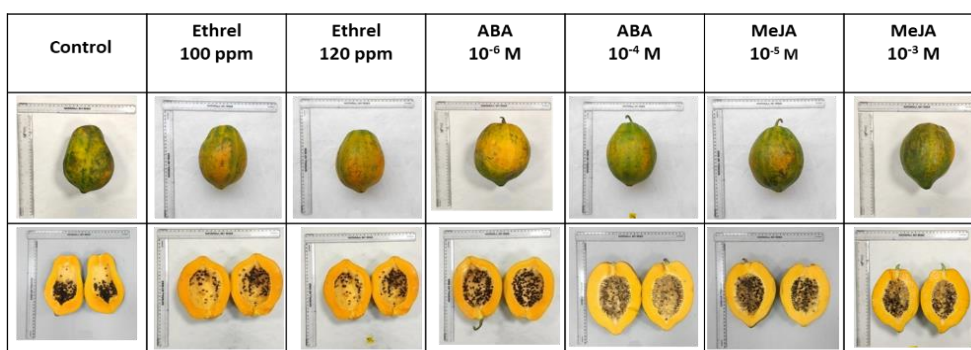 Control
Ethrel
100 ppm
Ethrel
120 ppm
ABA
10⁻⁶ M
ABA
10⁻⁴ M
MeJA
10⁻⁵ M
MeJA
10⁻³ M